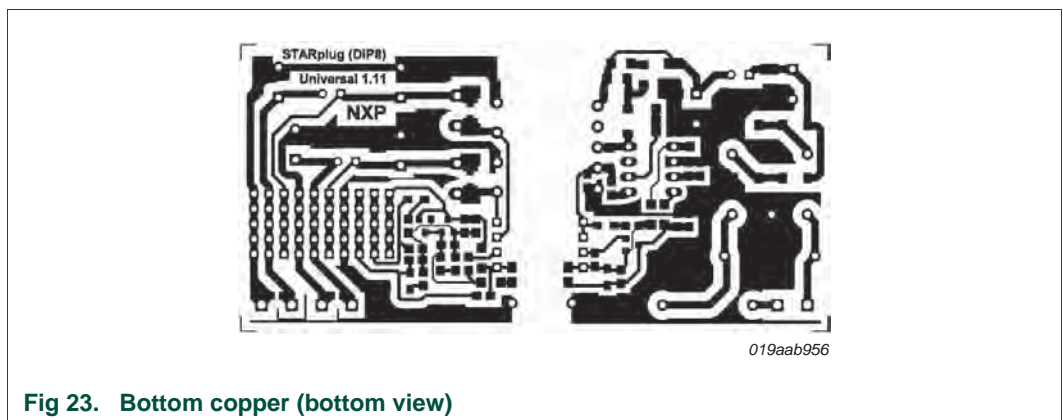 STARplug (DIP8)
Universal 1.11
NXP
019aab956
Fig 23. Bottom copper (bottom view)